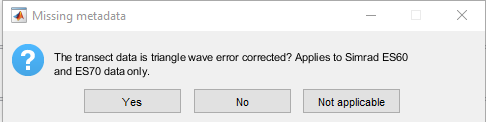 Missing metadata
The transect data is triangle wave error corrected? Applies to Simrad ES60
and ES70 data only.
Yes
No
Not applicable